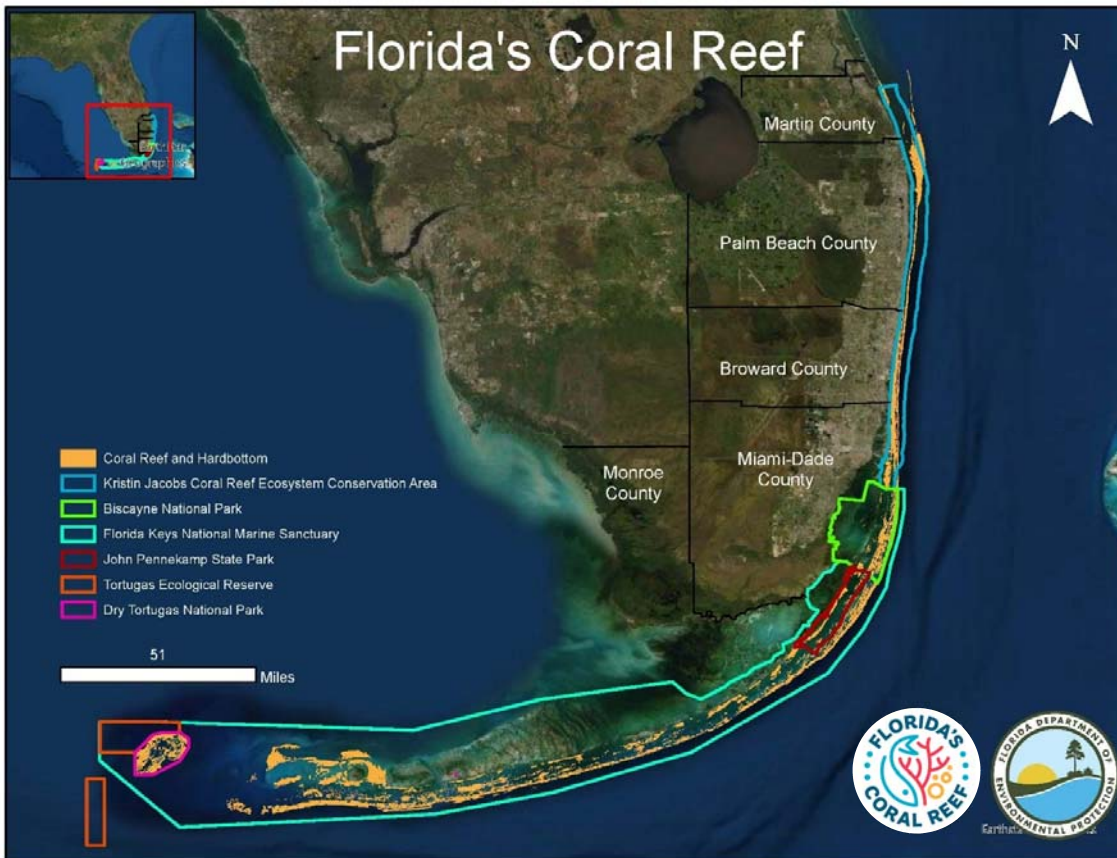 Florida's Coral Reef
N
Martin County
Palm Beach County
Broward County
Miami-Dade
County
Monroe
County
Coral Reef and Hardbottom
Kristin Jacobs Coral Reef Ecosystem Conservation Area
Biscayne National Park
Florida Keys National Marine Sanctuary
John Pennekamp State Park
Tortugas Ecological Reserve
Dry Tortugas National Park
51
Miles
FLORIDA'S
CORAL REEF
FLORIDA DEPARTMENT OF
ENVIRONMENTAL PROTECTION